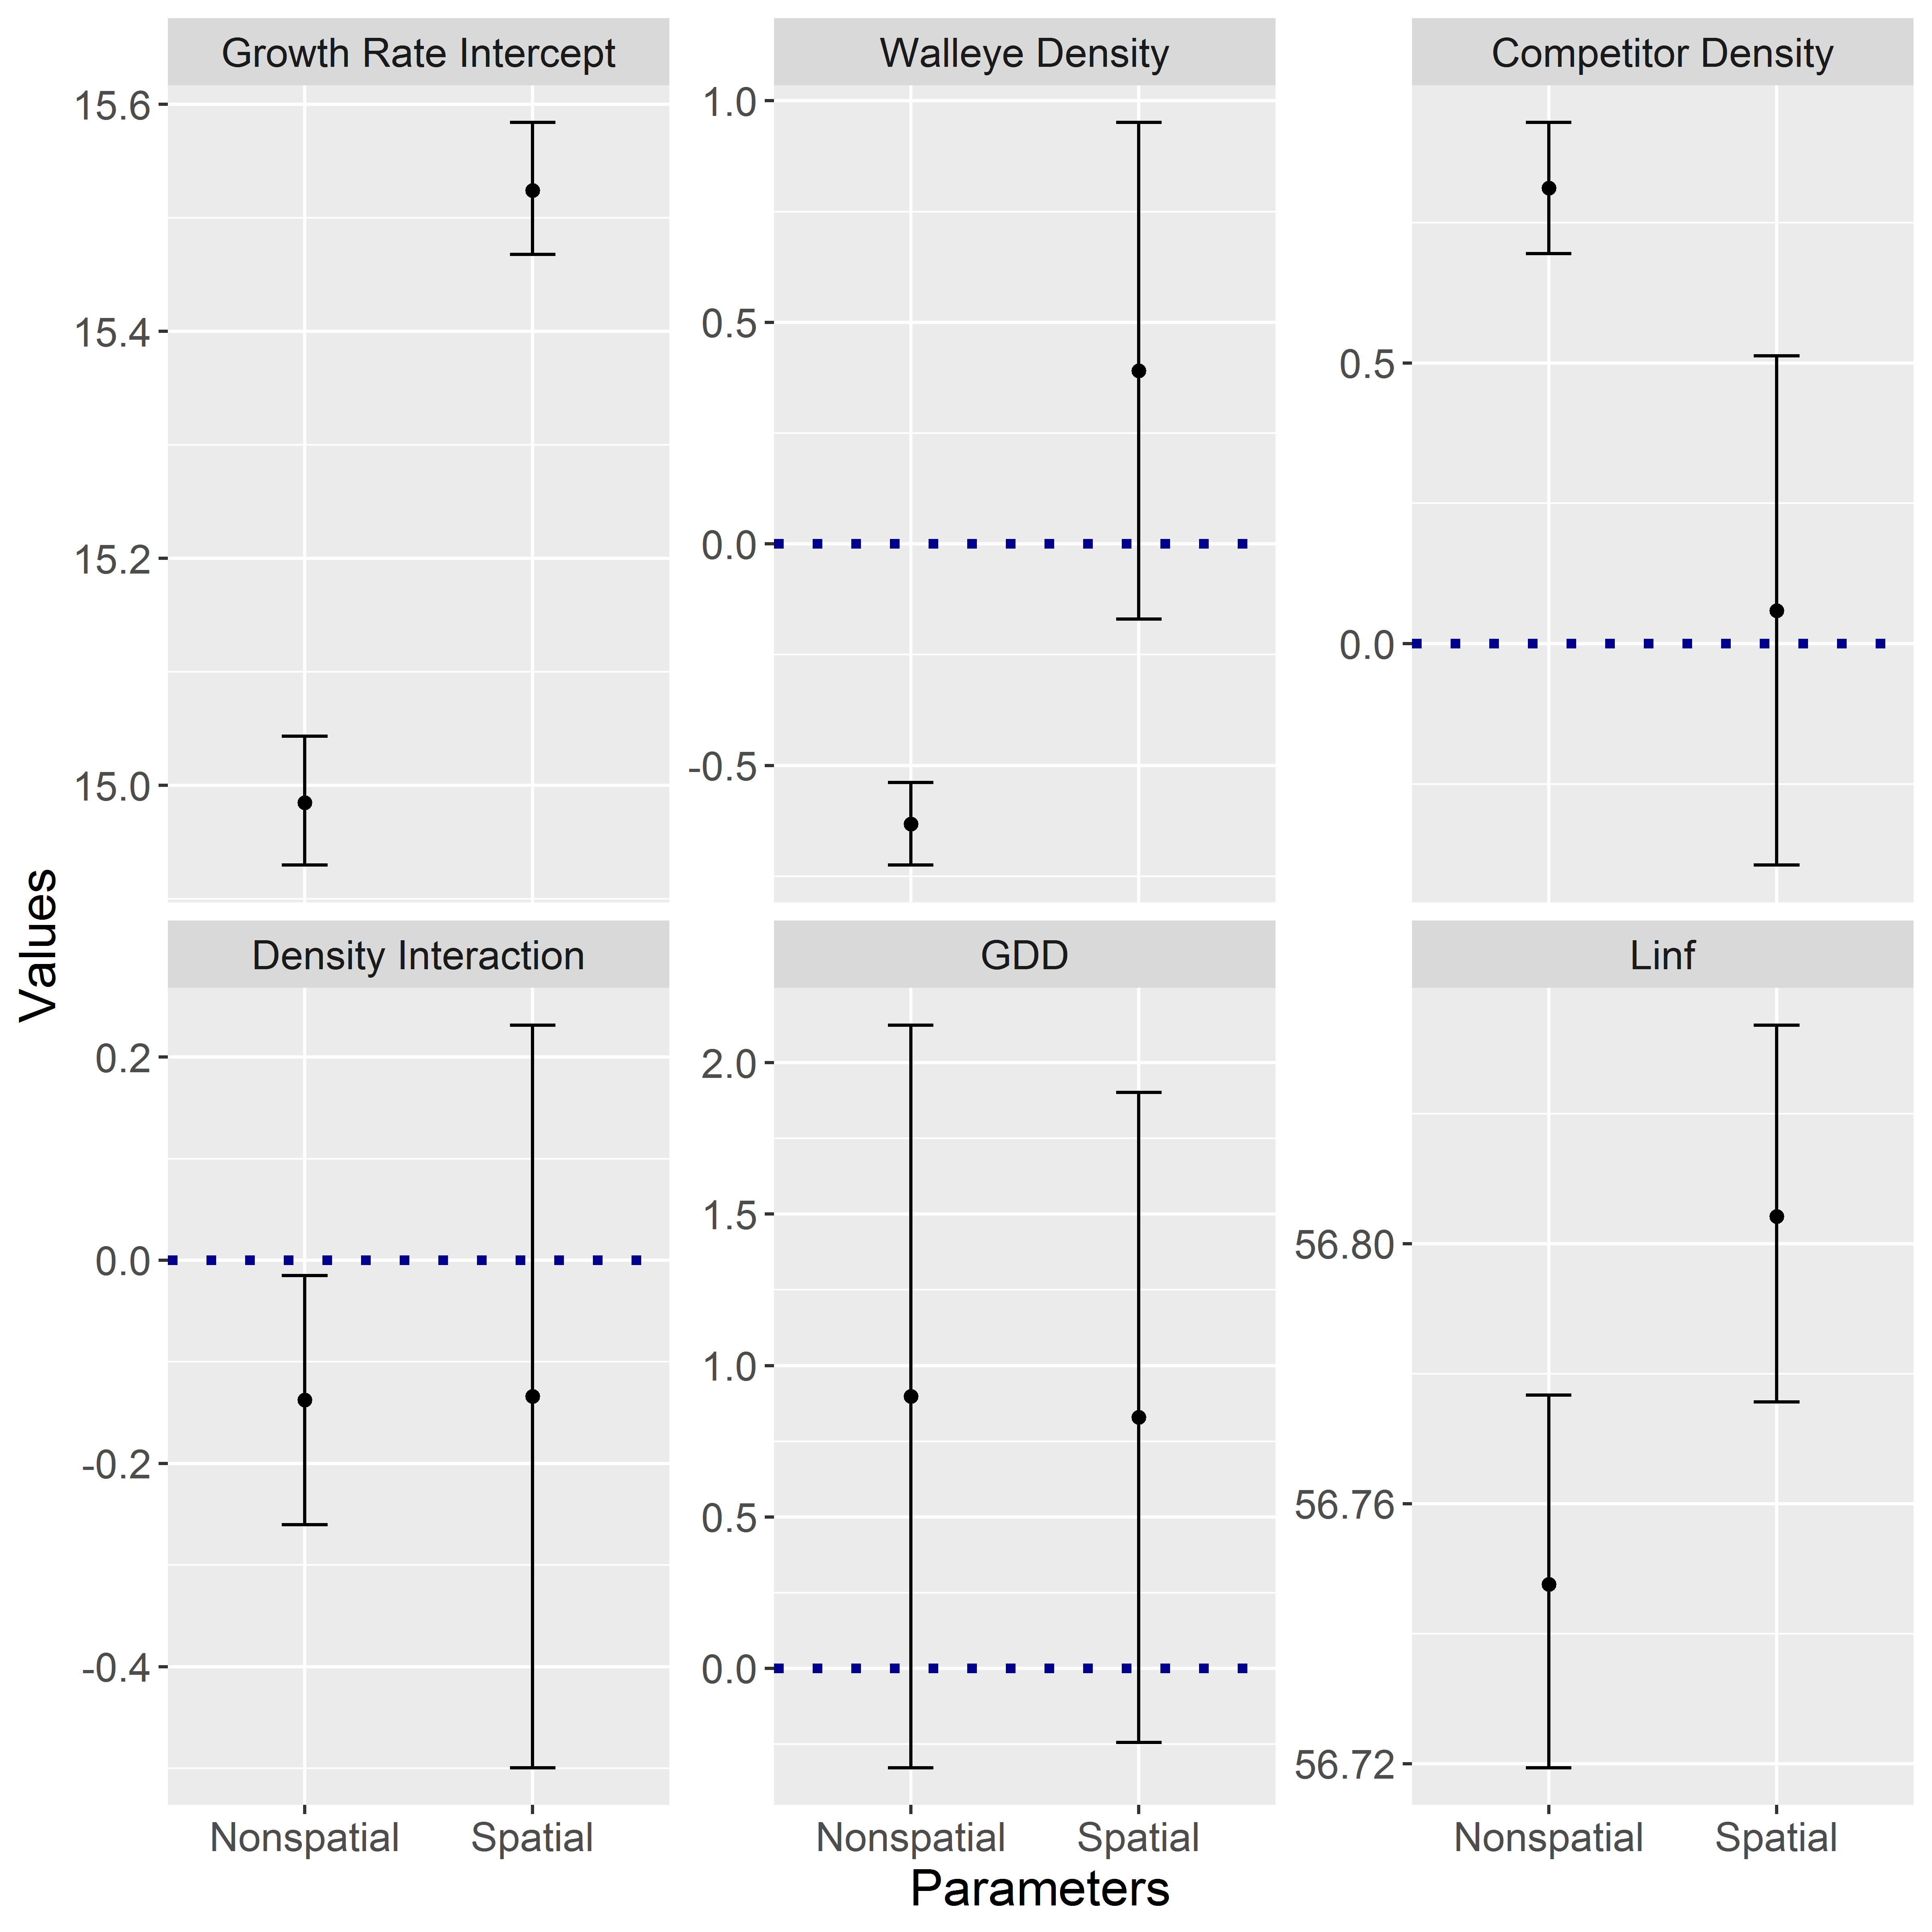 Growth Rate Intercept
Walleye Density
Competitor Density
15.6
15.4
15.2
15.0
1.0
0.5
0.0
-0.5
0.5
0.0
Values
Density Interaction
GDD
Linf
0.2
0.0
-0.2
-0.4
2.0
1.5
1.0
0.5
0.0
56.80
56.76
56.72
Nonspatial Spatial
Nonspatial Spatial
Nonspatial Spatial
Parameters